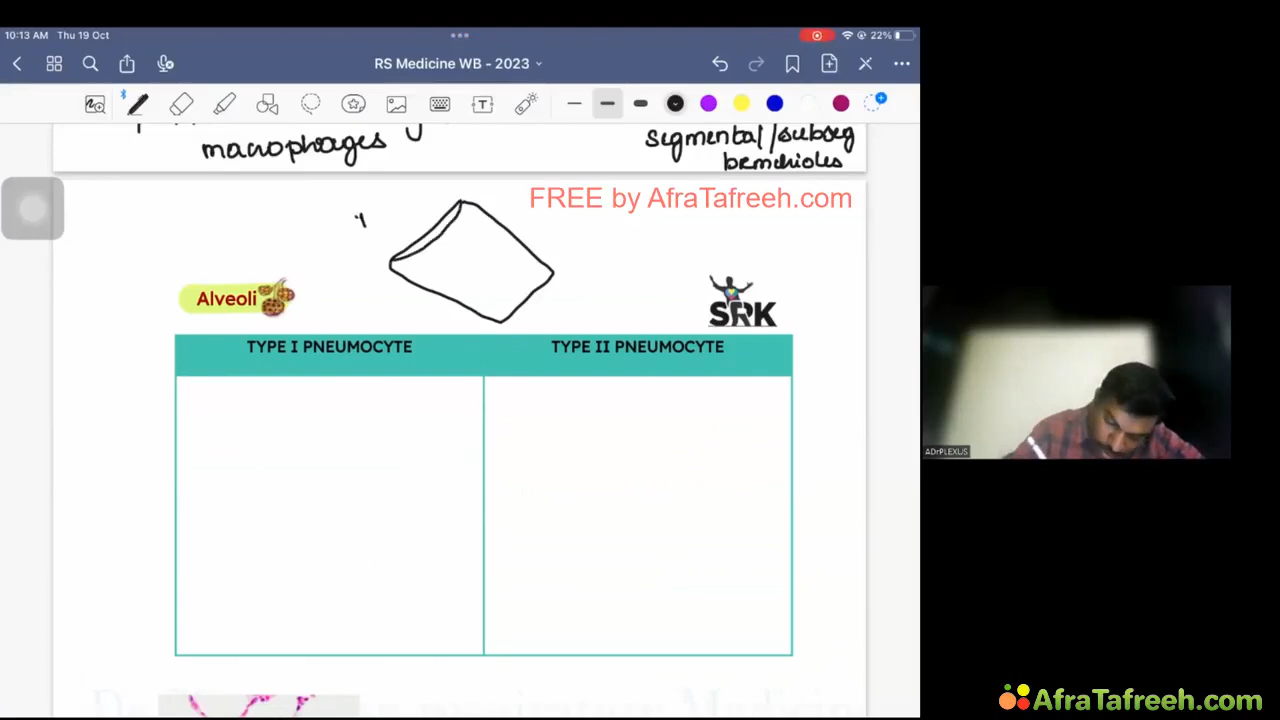 10:13 AM Thu 19 Oct
22%
RS Medicine WB - 2023
macrophages
segmental/subseg
bronchioles
FREE by AfraTafreeh.com
Alveoli
SRK
TYPE I PNEUMOCYTE
TYPE II PNEUMOCYTE
ADrPLEXUS
AfraTafreeh.com